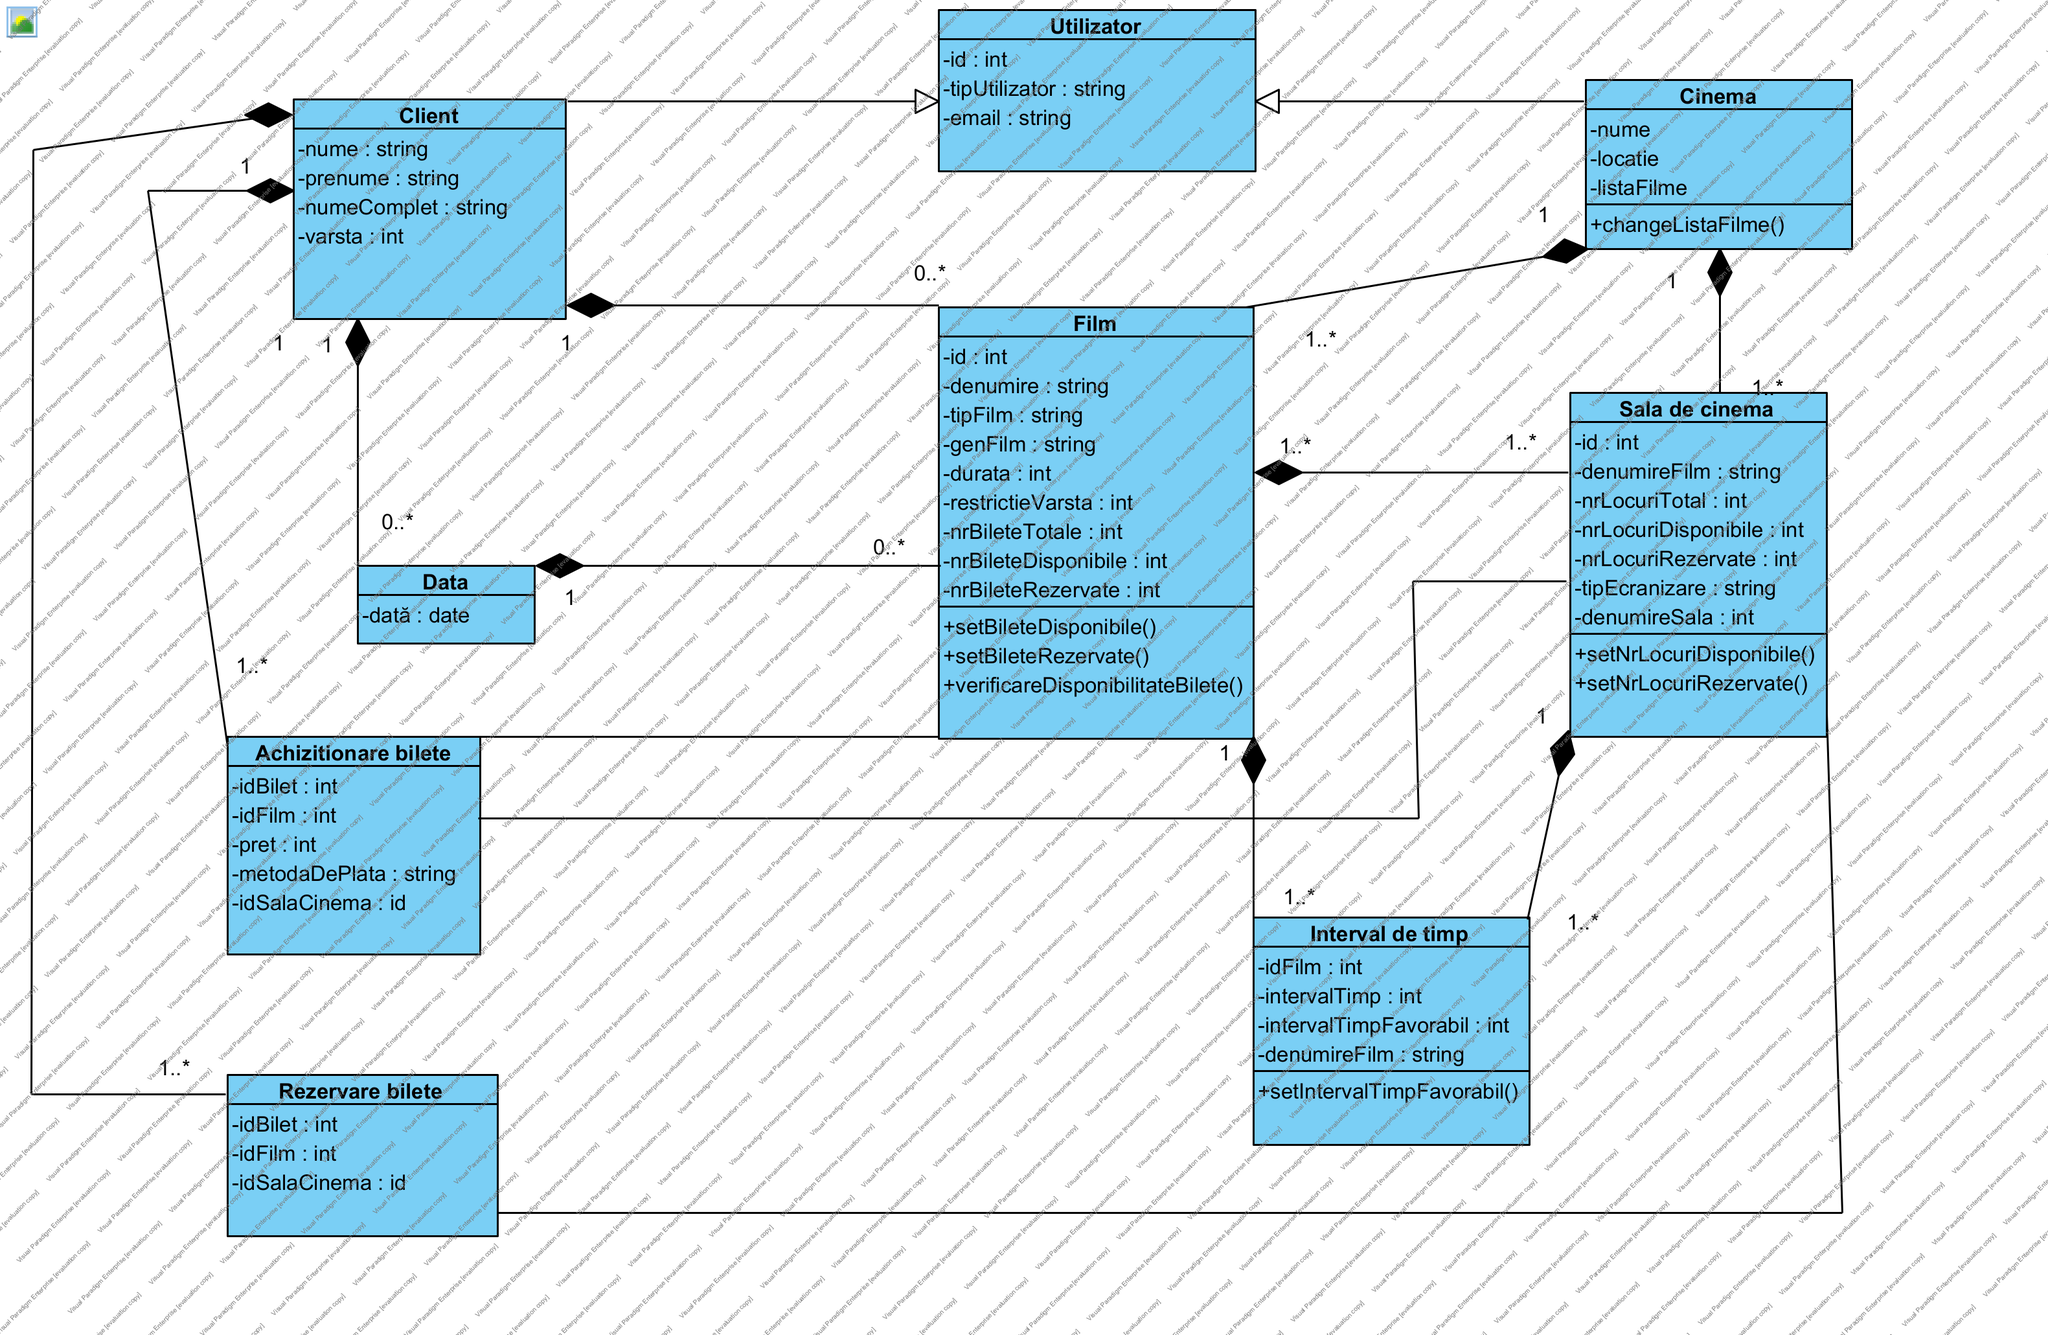 Utilizator
-id : int
-tipUtilizator : string
-email : string
Cinema
-nume
-locatie
-listaFilme
+changeListaFilme()
Client
-nume : string
-prenume : string
-numeComplet : string
-varsta : int
1
1
1
1
0..*
1
1..*
1
1..*
Film
-id : int
-denumire : string
-tipFilm : string
-genFilm : string
-durata : int
-restrictieVarsta : int
-nrBileteTotale : int
-nrBileteDisponibile : int
-nrBileteRezervate : int
+setBileteDisponibile()
+setBileteRezervate()
+verificareDisponibilitateBilete()
1..*
1..*
Sala de cinema
-id : int
-denumireFilm : string
-nrLocuriTotal : int
-nrLocuriDisponibile : int
-nrLocuriRezervate : int
-tipEcranizare : string
-denumireSala : int
+setNrLocuriDisponibile()
+setNrLocuriRezervate()
0..*
0..*
1
Data
-dată : date
1..*
1
1
Achizitionare bilete
-idBilet : int
-idFilm : int
-pret : int
-metodaDePlata : string
-idSalaCinema : id
1..*
1..*
Interval de timp
-idFilm : int
-intervalTimp : int
-intervalTimpFavorabil : int
-denumireFilm : string
+setIntervalTimpFavorabil()
1..*
Rezervare bilete
-idBilet : int
-idFilm : int
-idSalaCinema : id
Visual Paradigm Enterprise [evaluation copy]